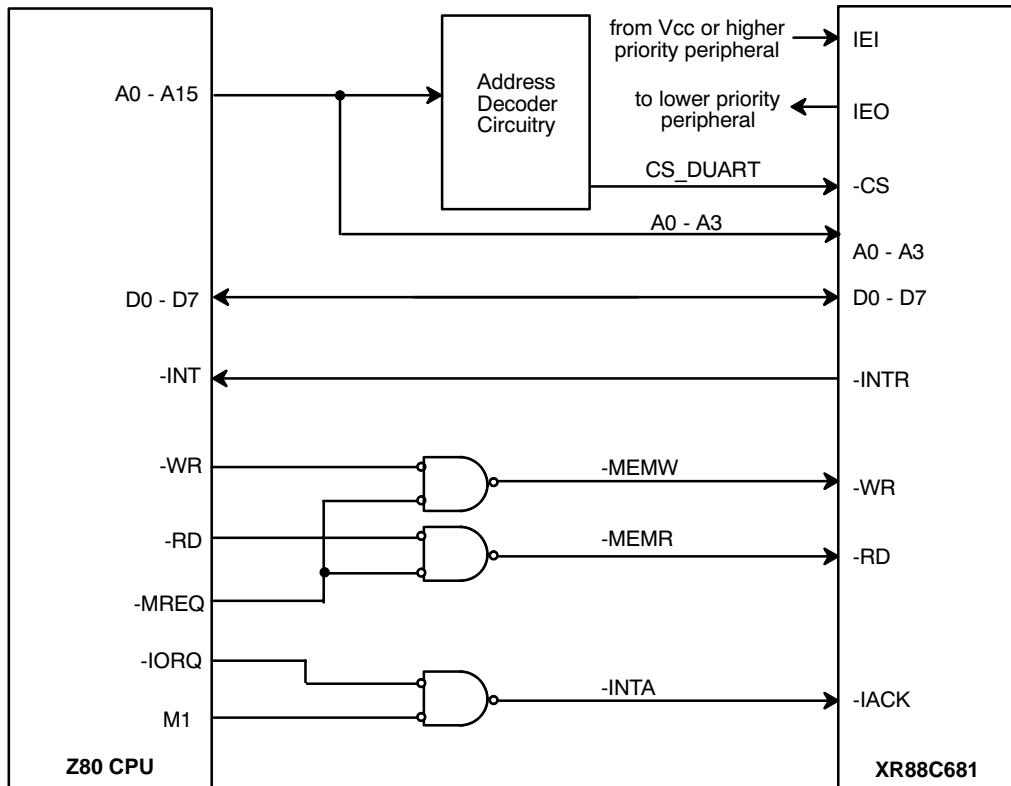 from Vcc or higher
priority peripheral
IEI
A0 - A15
Address
Decoder
Circuitry
to lower priority
peripheral
IEO
CS_DUART
-CS
A0 - A3
A0 - A3
D0 - D7
D0 - D7
-INT
-INTR
-WR
-MEMW
-WR
-RD
-MEMR
-RD
-MREQ
-IORQ
-INTA
-IACK
M1
Z80 CPU
XR88C681